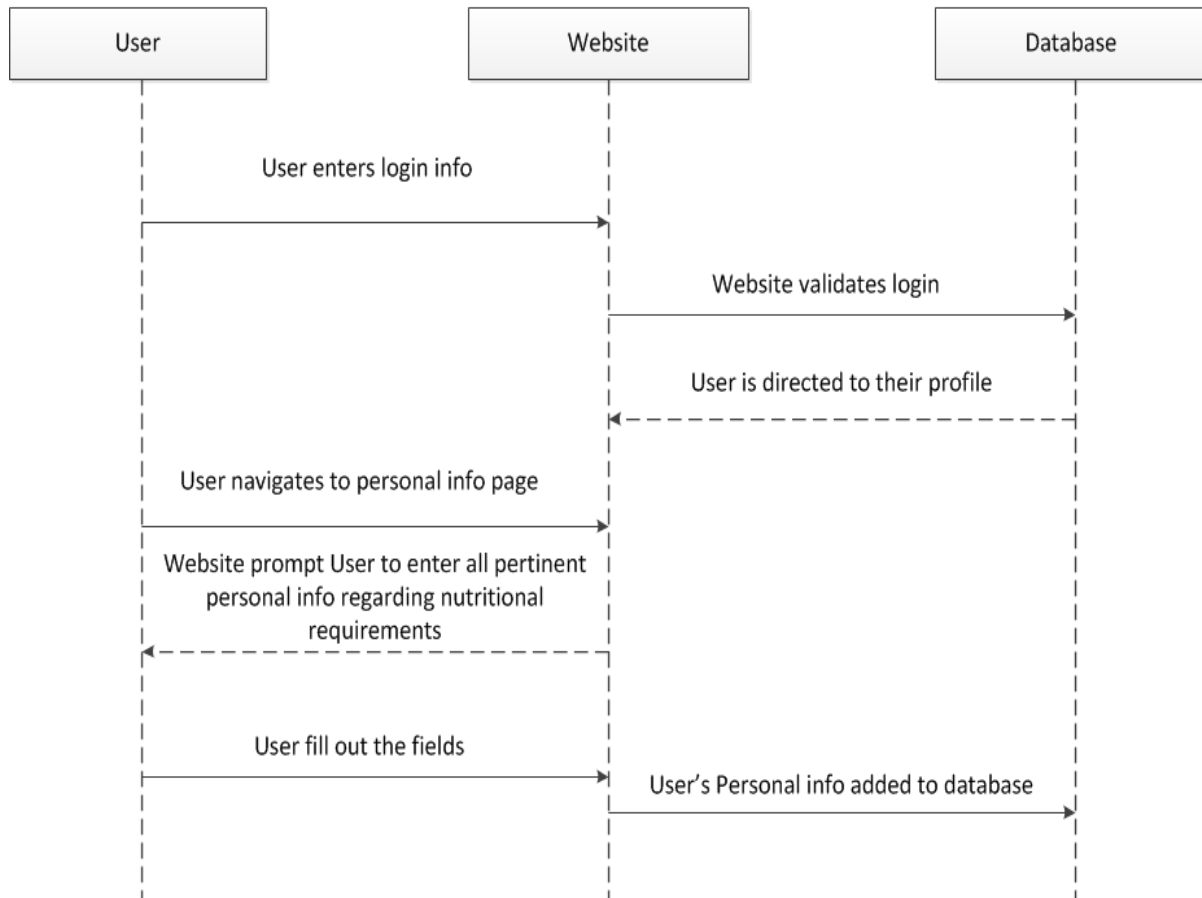 User
Website
Database
User enters login info
Website validates login
User is directed to their profile
User navigates to personal info page
Website prompt User to enter all pertinent
personal info regarding nutritional
requirements
User fill out the fields
User’s Personal info added to database